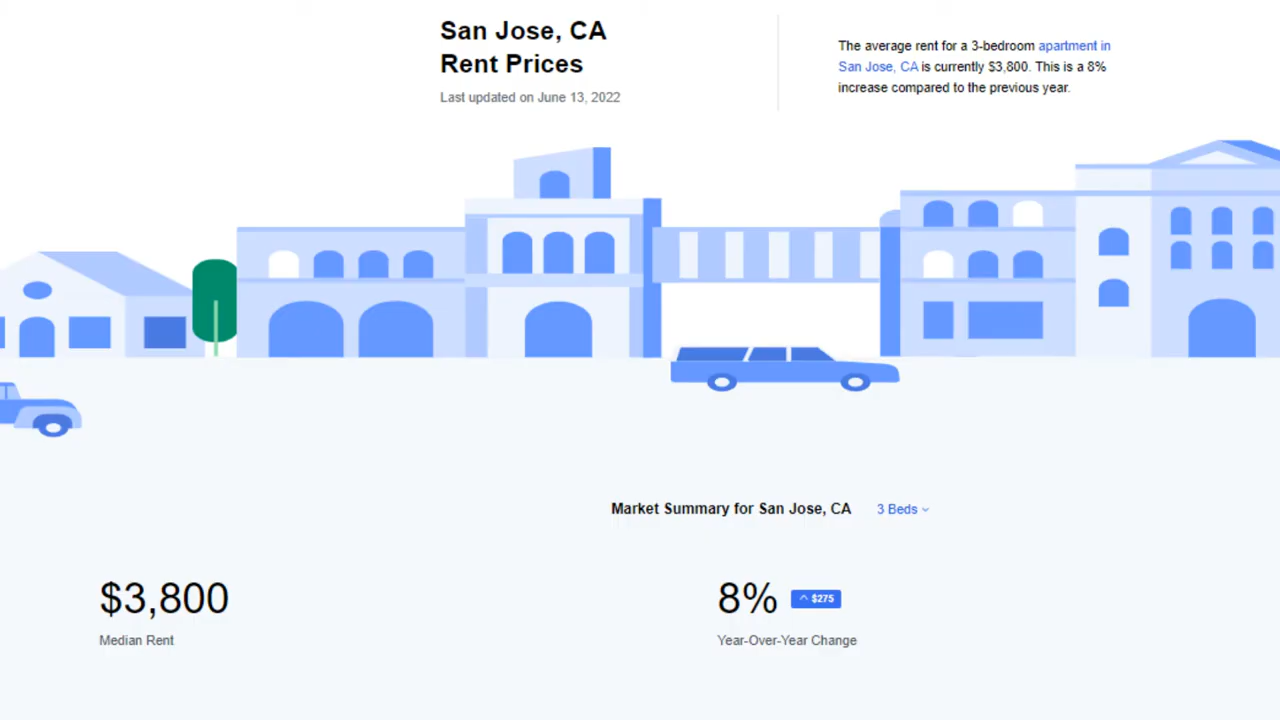 San Jose, CA
Rent Prices
Last updated on June 13, 2022
The average rent for a 3-bedroom apartment in
San Jose, CA is currently $3,800. This is a 8%
increase compared to the previous year.
Market Summary for San Jose, CA 3 Beds
$3,800
Median Rent
8% $275
Year-Over-Year Change